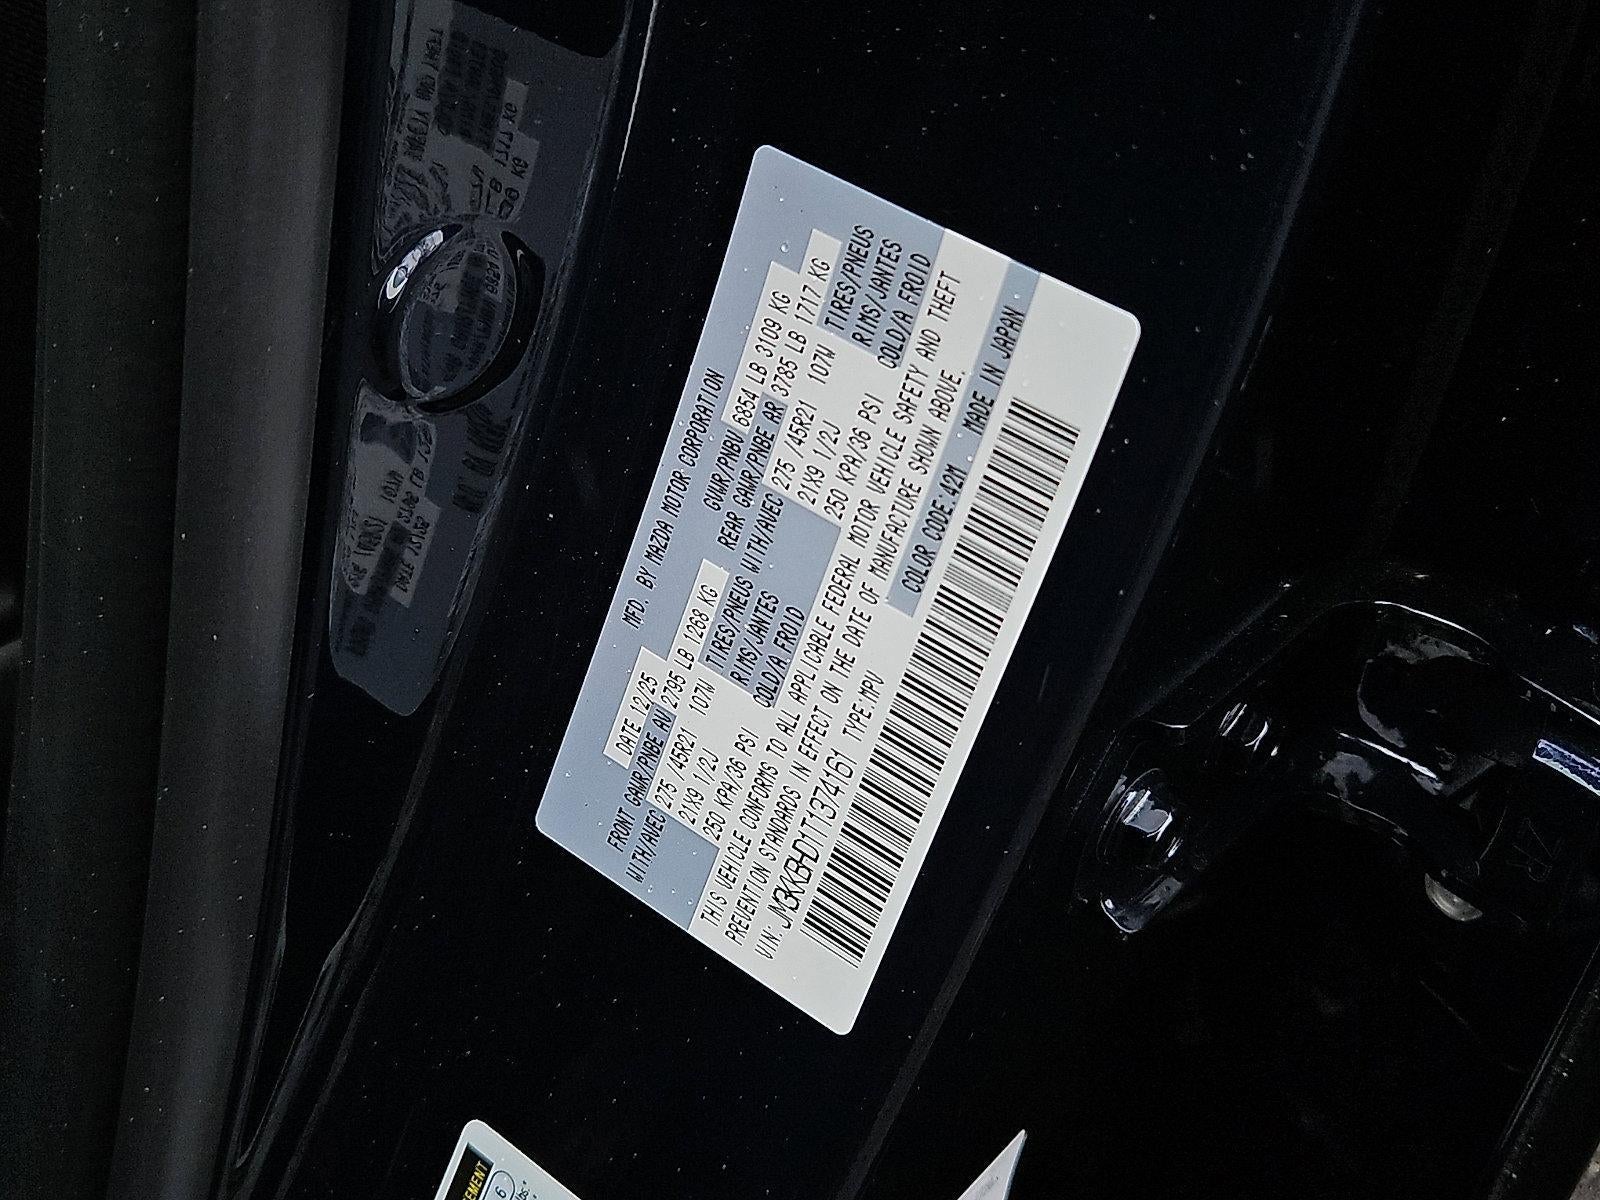 MFD. BY MAZDA MOTOR CORPORATION
DATE 12/25 GVWR/PNBV 6854 LB 3109 KG
FRONT GAWR/PNBE AV 2795 LB 1268 KG REAR GAWR/PNBE AR 3785 LB 1717 KG
WITH/AVEC 275 /45R21 107W TIRES/PNEUS WITH/AVEC 275 /45R21 107W TIRES/PNEUS
21X9 1/2J RIMS/JANTES 21X9 1/2J RIMS/JANTES
250 KPA/36 PSI COLD/A FROID 250 KPA/36 PSI COLD/A FROID
THIS VEHICLE CONFORMS TO ALL APPLICABLE FEDERAL MOTOR VEHICLE SAFETY AND THEFT
PREVENTION STANDARDS IN EFFECT ON THE DATE OF MANUFACTURE SHOWN ABOVE.
VIN: JM3KKBHD1T1374161 TYPE:MPV COLOR CODE:42M MADE IN JAPAN